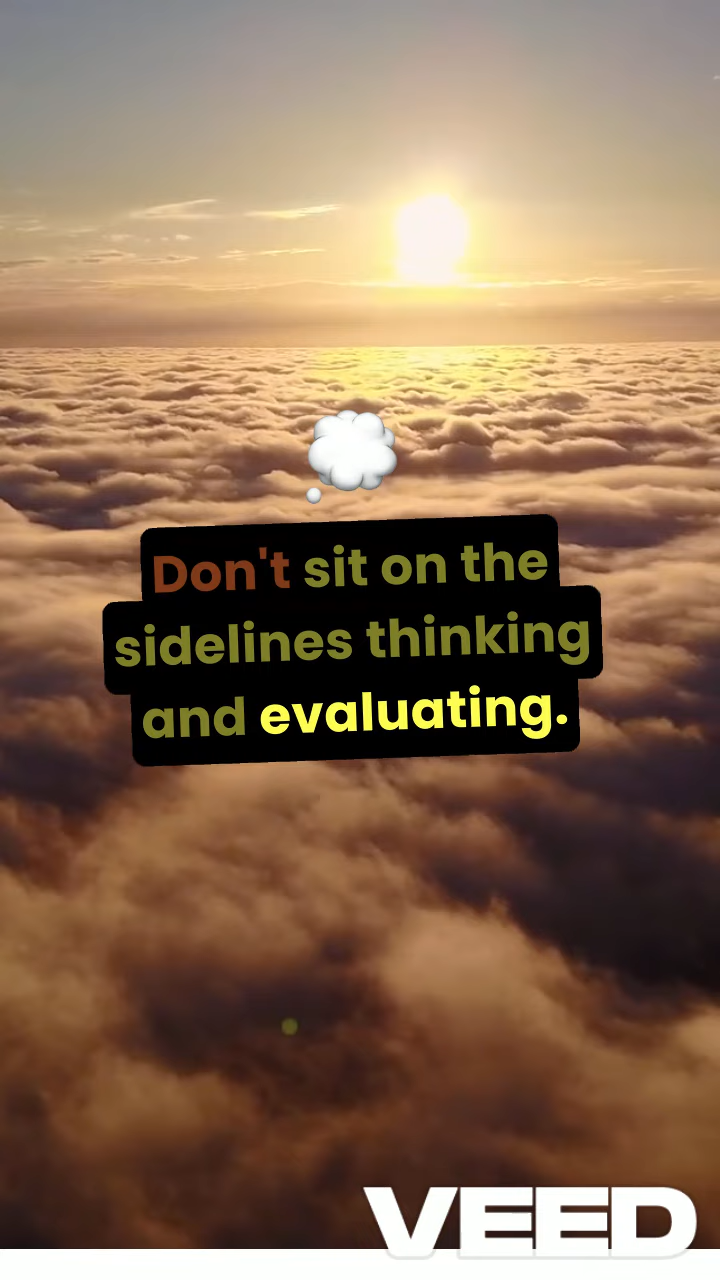 Don't sit on the
sidelines thinking
and evaluating.
VEED